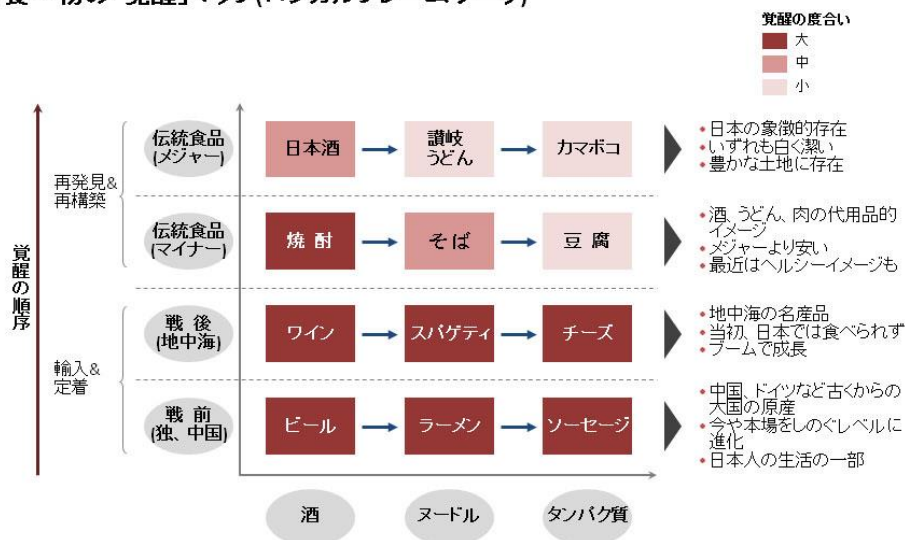 覚醒の度合い
大
中
小
覚醒の順序
再発見&
再構築
輸入&
定着
伝統食品
(メジャー)
日本酒
讃岐
うどん
カマボコ
• 日本の象徴的存在
• いずれも白く潔い
• 豊かな土地に存在
伝統食品
(マイナー)
焼酎
そば
豆腐
• 酒、うどん、肉の代用品的
イメージ
• メジャーより安い
• 最近はヘルシーイメージも
戦後
(地中海)
ワイン
スパゲティ
チーズ
• 地中海の名産品
• 当初、日本では食べられず
• ブームで成長
戦前
(独、中国)
ビール
ラーメン
ソーセージ
• 中国、ドイツなど古くからの
大国の原産
• 今や本場をしのぐレベルに
進化
• 日本人の生活の一部
酒
ヌードル
タンパク質